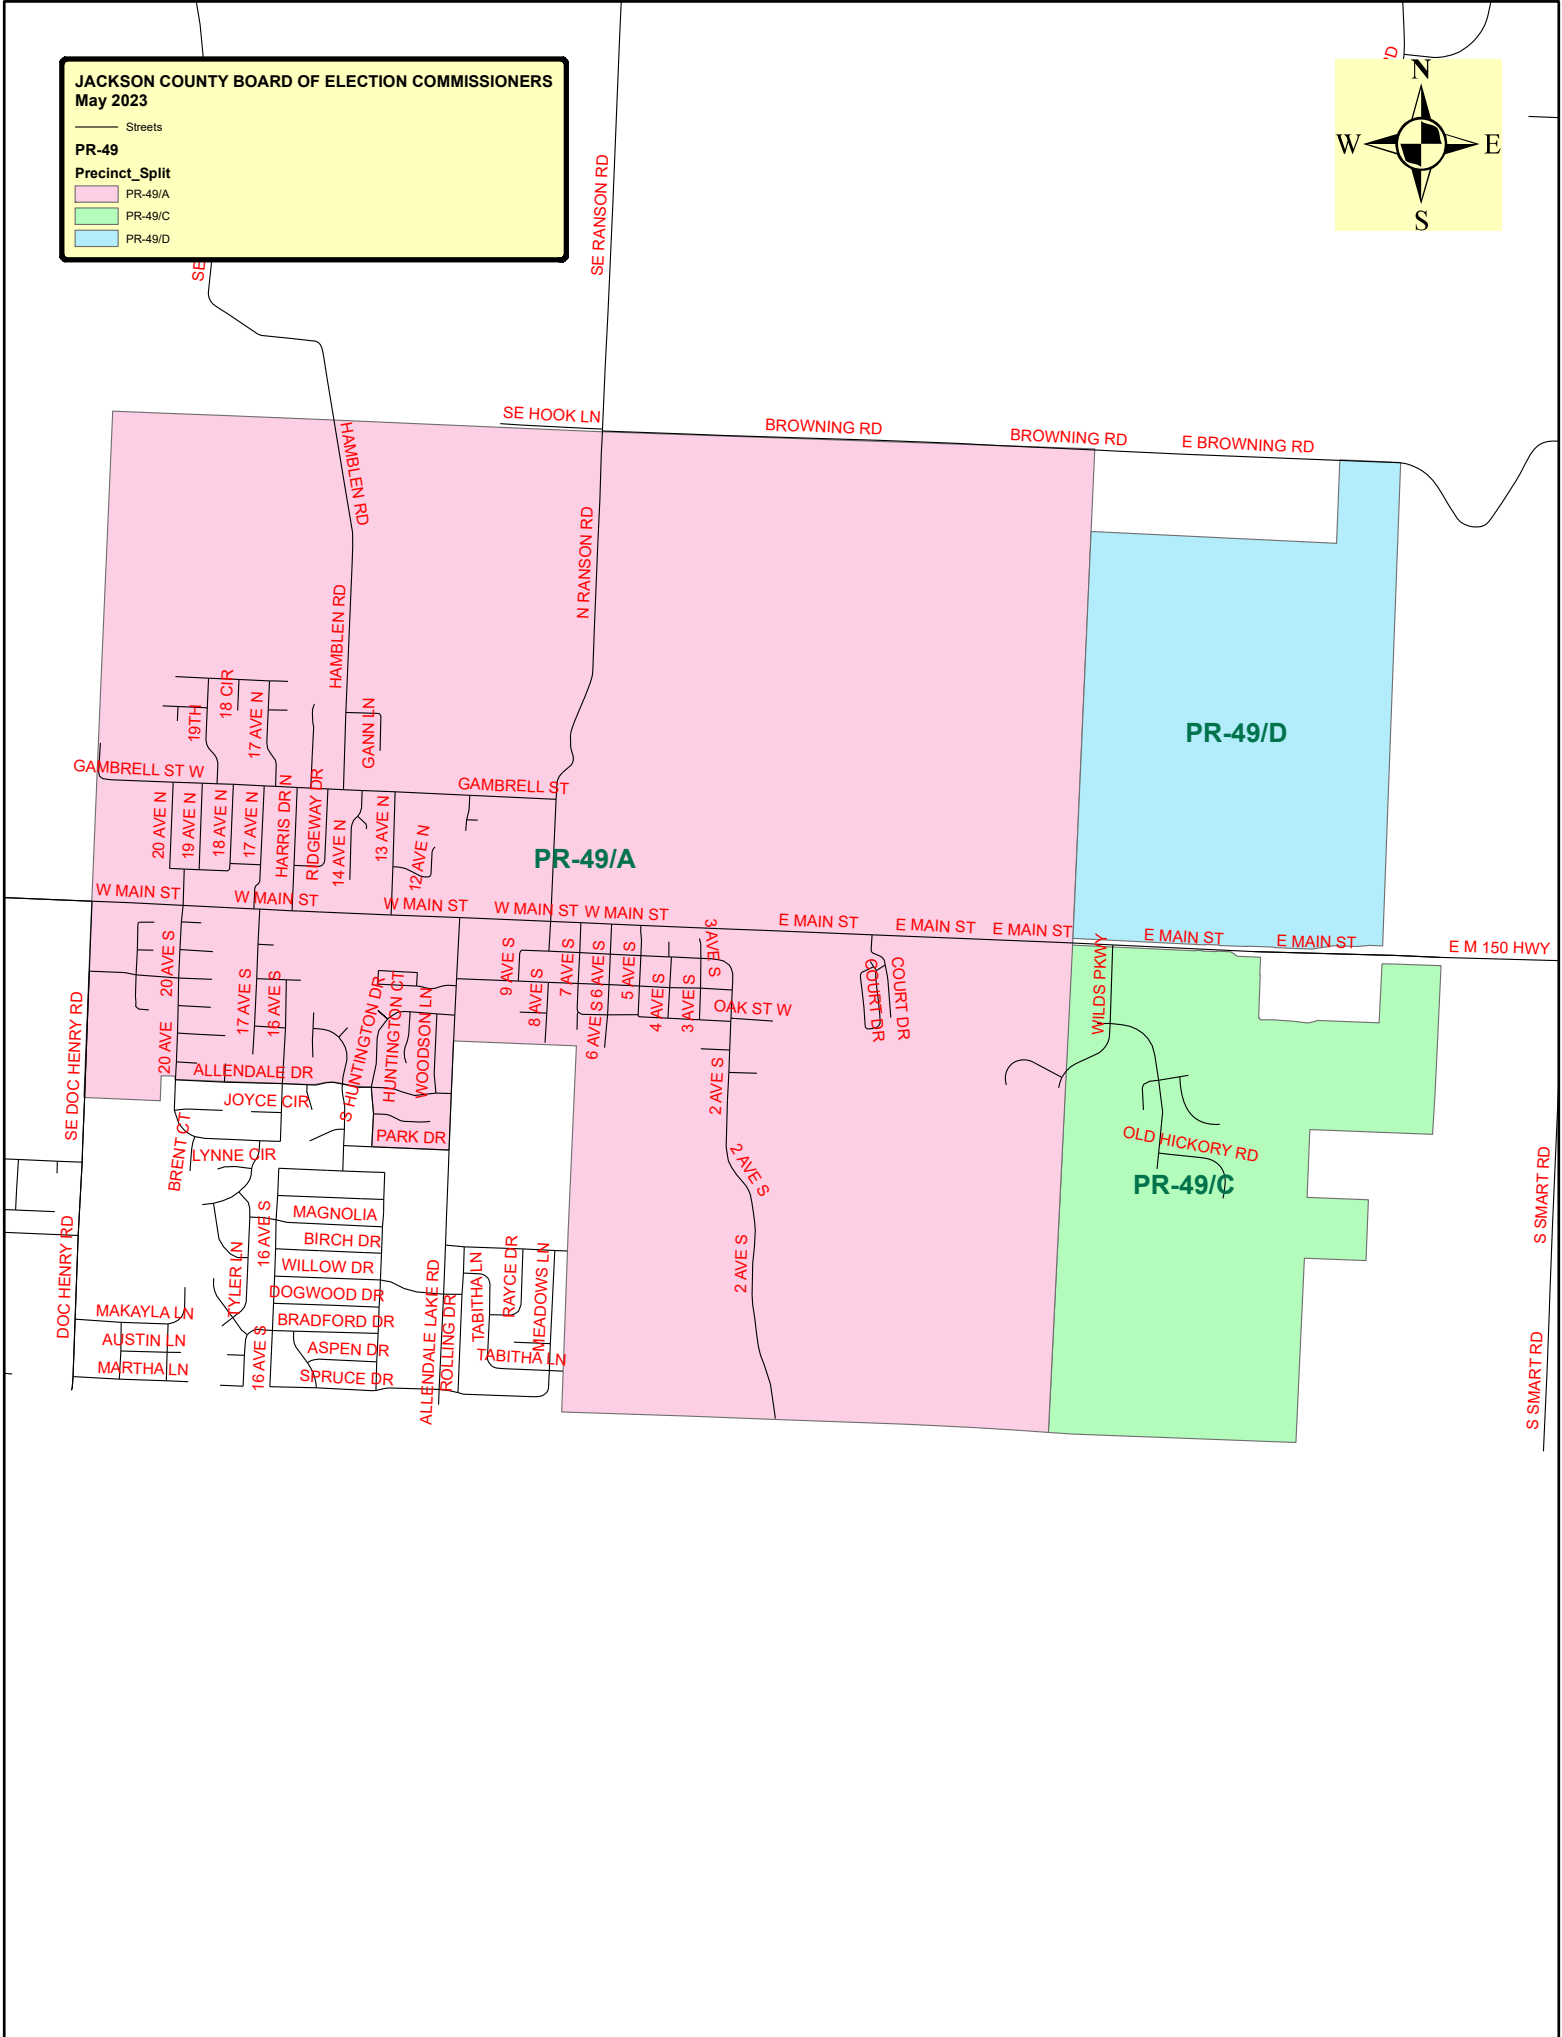 JACKSON COUNTY BOARD OF ELECTION COMMISSIONERS
May 2023
Streets
PR-49
Precinct_Split
PR-49/A
PR-49/C
PR-49/D
N
W
E
S
SE
SE RANSON RD
SE HOOK LN
BROWNING RD
BROWNING RD
E BROWNING RD
HAMBLEN RD
HAMBLEN RD
N RANSON RD
18 CIR
19TH
17 AVE N
GANN LN
GAMBRELL ST W
GAMBRELL ST
20 AVE N
19 AVE N
18 AVE N
17 AVE N
HARRIS DR N
RIDGEWAY DR
14 AVE N
13 AVE N
12 AVE N
PR-49/A
PR-49/D
W MAIN ST
W MAIN ST
W MAIN ST
W MAIN ST
W MAIN ST
E MAIN ST
E MAIN ST
E MAIN ST
E MAIN ST
E MAIN ST
E M 150 HWY
20AVE S
20 AVE
17 AVE S
16 AVE S
S HUNTINGTON DR
HUNTINGTON CT
WOODSON LN
9 AVE S
8 AVE S
7 AVE S
6 AVE S
6 AVE S
5 AVE S
4 AVE S
3 AVE S
3 AVE S
OAK ST W
COURT DR
COURT DR
WILDS PKWY
SE DOC HENRY RD
ALLENDALE DR
JOYCE CIR
BRENT CT
LYNNE CIR
PARK DR
2 AVE S
2 AVE S
2 AVE S
OLD HICKORY RD
PR-49/C
S SMART RD
S SMART RD
DOC HENRY RD
16 AVE S
MAGNOLIA
BIRCH DR
WILLOW DR
DOGWOOD DR
BRADFORD DR
ASPEN DR
SPRUCE DR
TYLER LN
16 AVE S
MAKAYLA LN
AUSTIN LN
MARTHA LN
ALLENDALE LAKE RD
ROLLING DR
TABITHA LN
RAYCE DR
MEADOWS LN
TABITHA LN